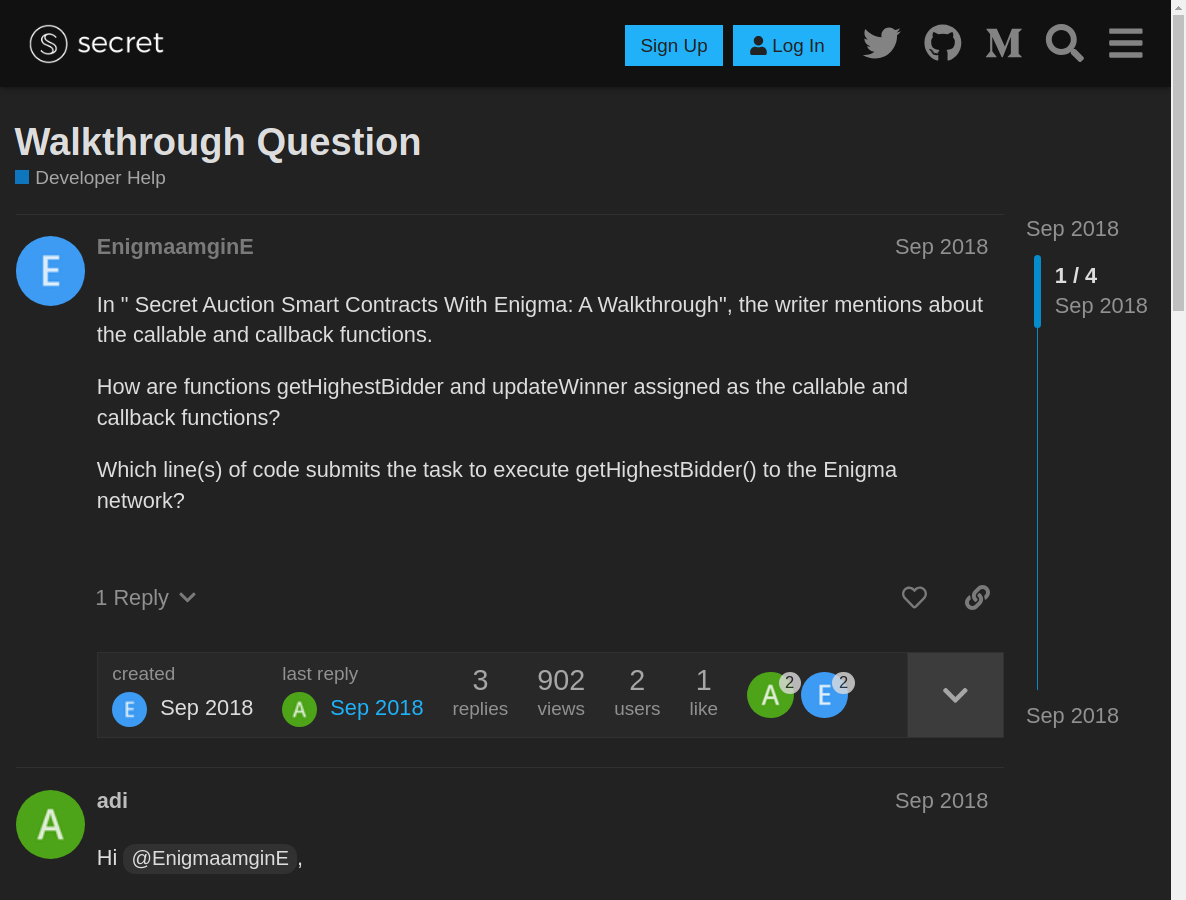 secret
Sign Up
Log In
Walkthrough Question
Developer Help
E
EnigmaamginE
Sep 2018
In " Secret Auction Smart Contracts With Enigma: A Walkthrough", the writer mentions about
the callable and callback functions.
How are functions getHighestBidder and updateWinner assigned as the callable and
callback functions?
Which line(s) of code submits the task to execute getHighestBidder() to the Enigma
network?
1 Reply
created
E
Sep 2018
last reply
A
Sep 2018
3
replies
902
views
2
users
1
like
A
2
E
2
Sep 2018
1 / 4
Sep 2018
Sep 2018
A
adi
Sep 2018
Hi @EnigmaamginE ,